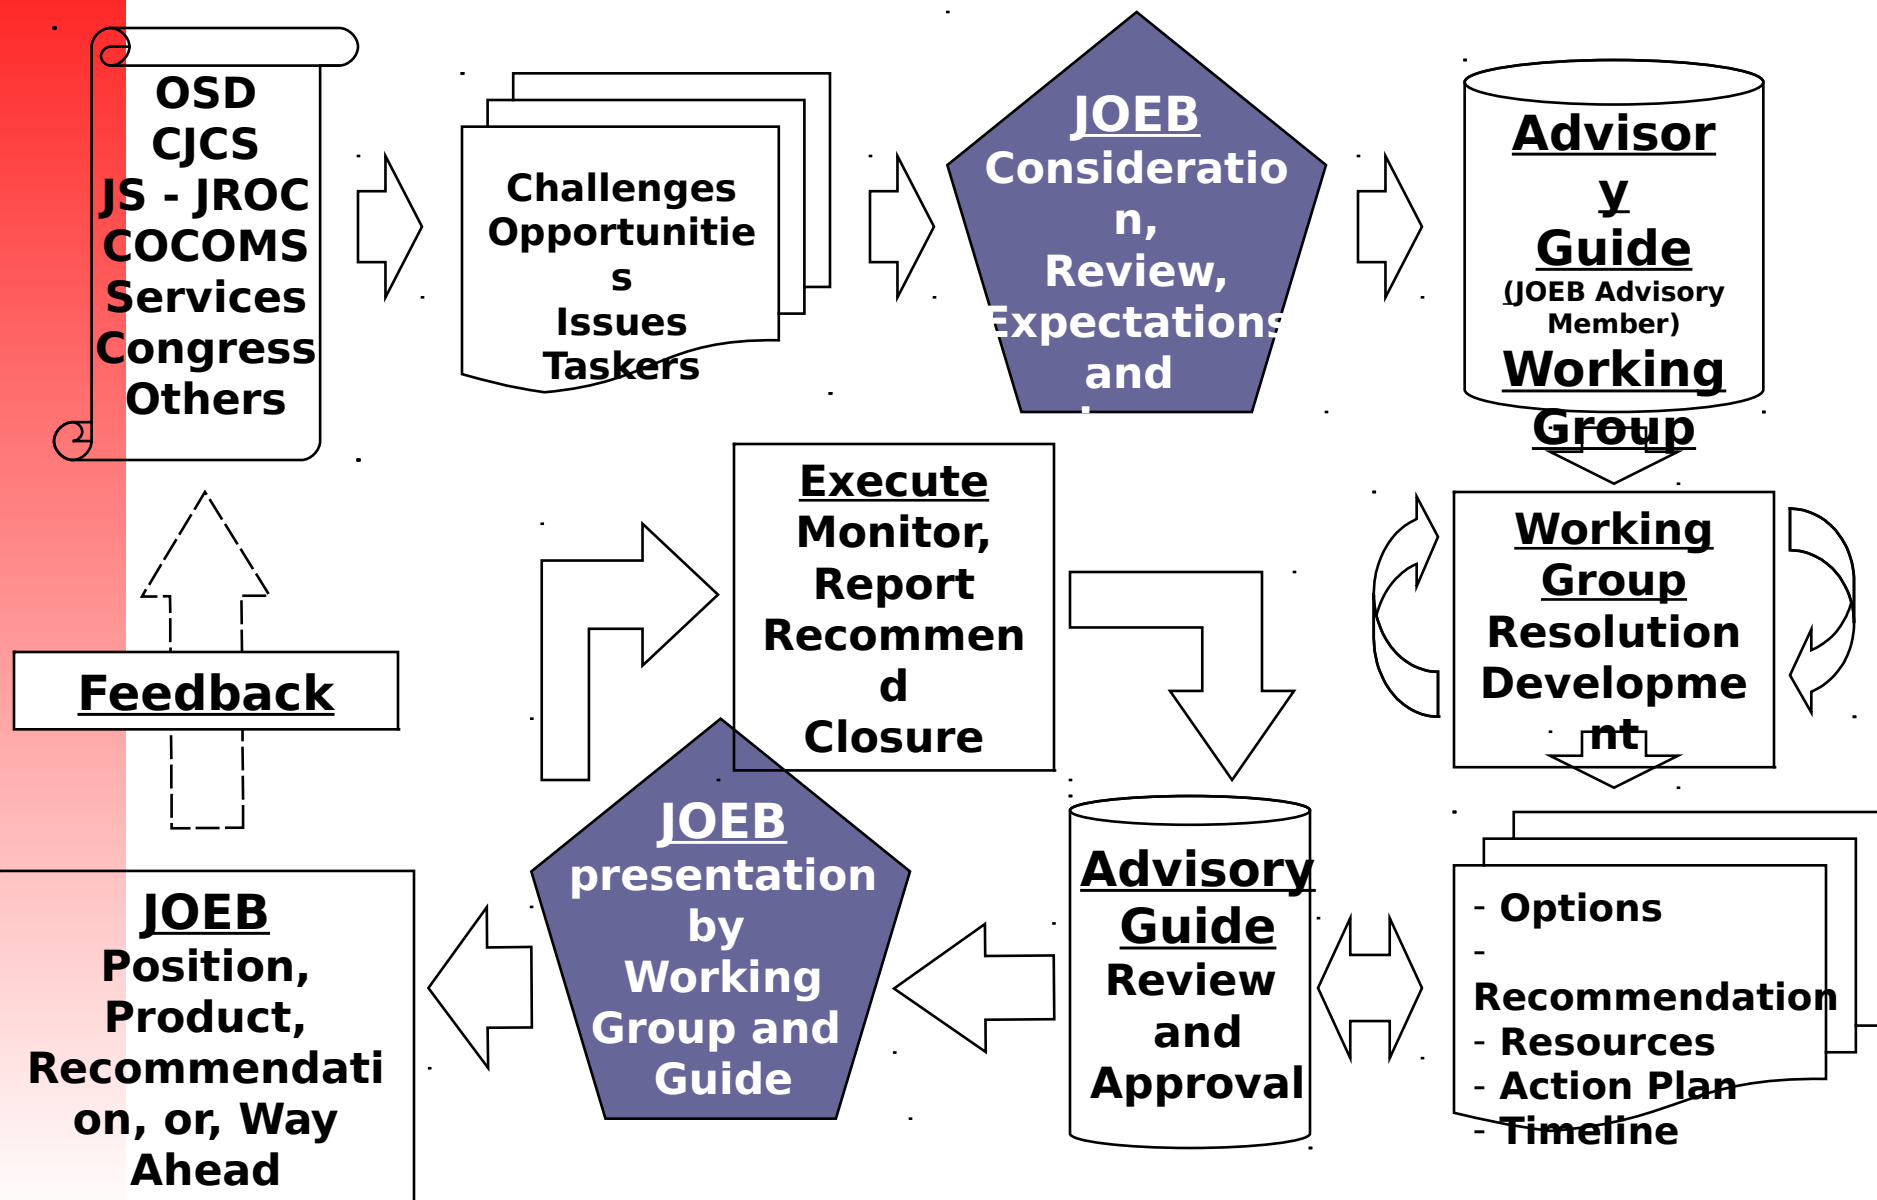 OSD
CJCS
JS - JROC
COCOMS
Services
Congress
Others
Challenges
Opportunitie
s
Issues
Taskers
JOEB
Consideratio
n,
Review,
Expectations
and
Advisor
y
Guide
(JOEB Advisory
Member)
Working
Group
Execute
Monitor,
Report
Recommen
d
Closure
Working
Group
Resolution
Developme
nt
Feedback
JOEB
Position,
Product,
Recommendati
on, or, Way
Ahead
JOEB
presentation
by
Working
Group and
Guide
Advisory
Guide
Review
and
Approval
- Options
-
Recommendation
- Resources
- Action Plan
- Timeline